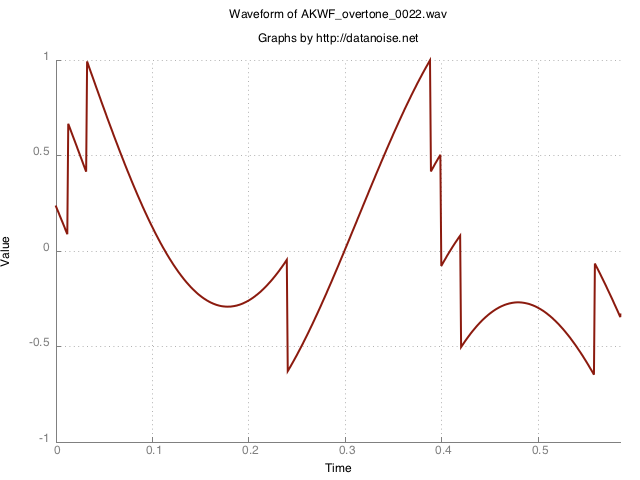 Waveform of AKWF_overtone_0022.wav
Graphs by http://datanoise.net
1
0.5
0
-0.5
-1
Value
0 0.1 0.2 0.3 0.4 0.5
Time